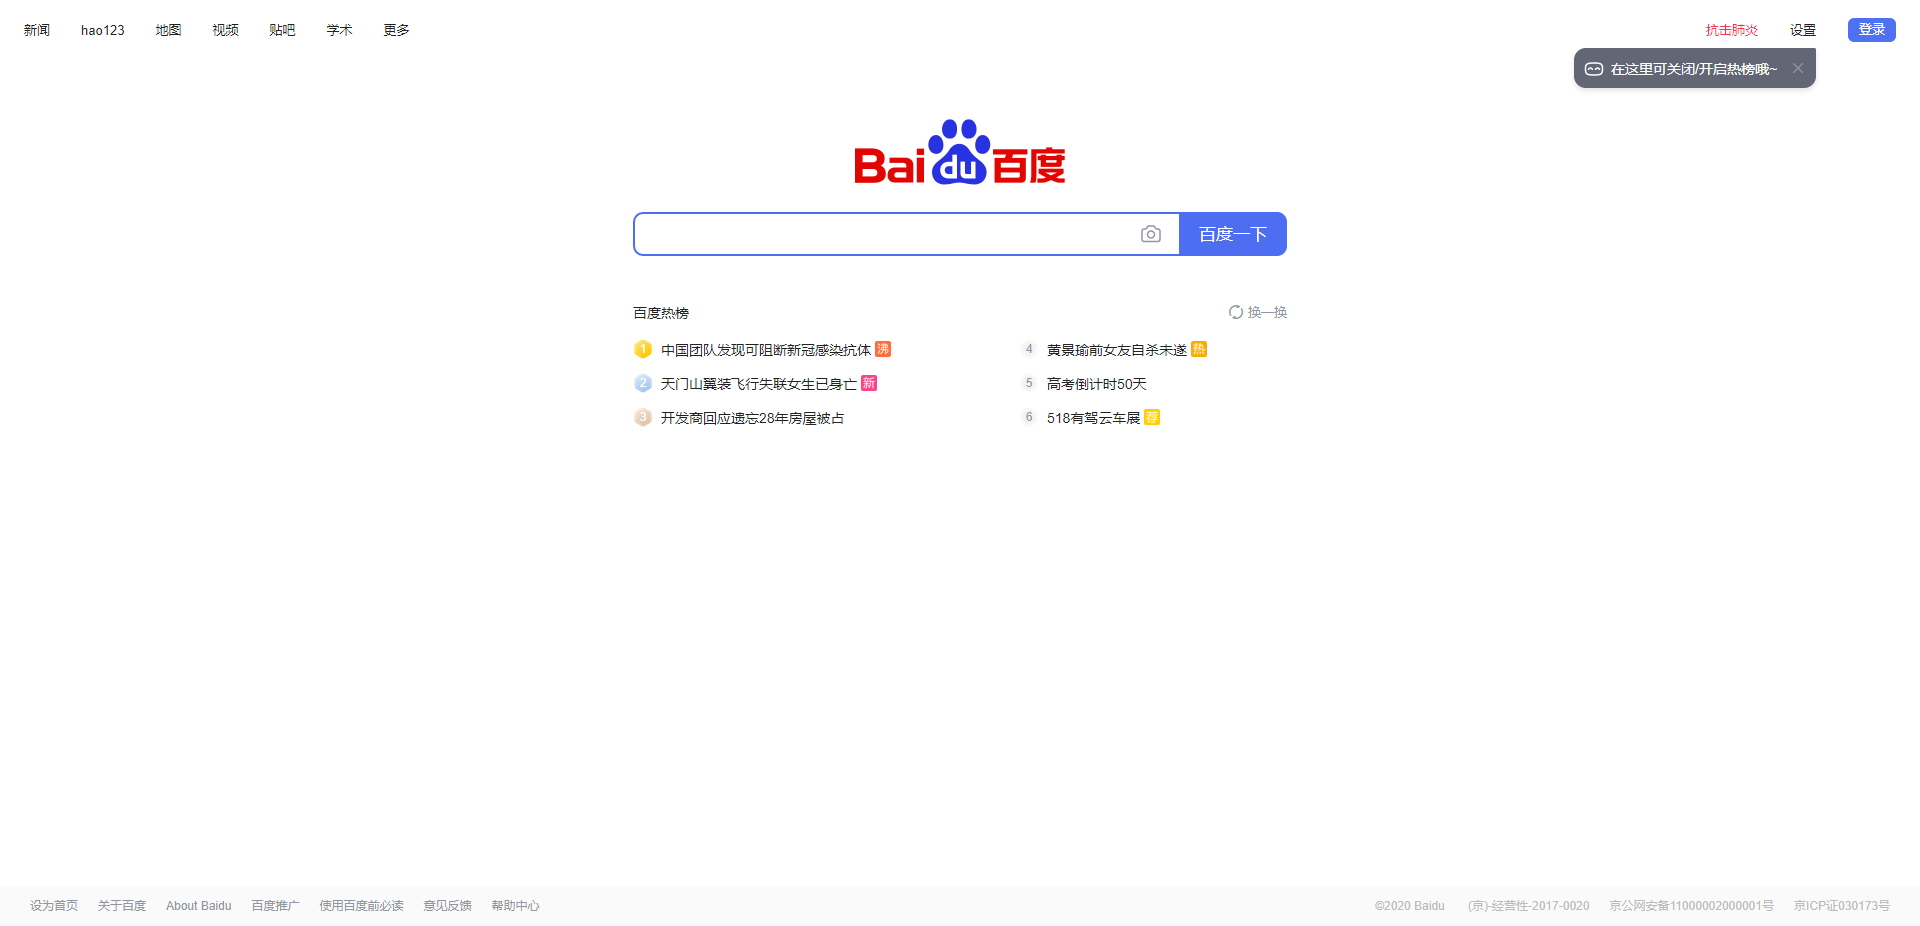 新闻 hao123 地图 视频 贴吧 学术 更多 抗击肺炎 设置 登录
在这里可关闭/开启热榜哦~
Bai du 百度
百度一下
百度热榜 换一换
1 中国团队发现可阻断新冠感染抗体 沸 4 黄景瑜前女友自杀未遂 热
2 天门山翼装飞行失联女生已身亡 新 5 高考倒计时50天
3 开发商回应遗忘28年房屋被占 6 518有驾云车展 荐
设为首页 关于百度 About Baidu 百度推广 使用百度前必读 意见反馈 帮助中心 ©2020 Baidu (京)-经营性-2017-0020 京公网安备11000002000001号 京ICP证030173号